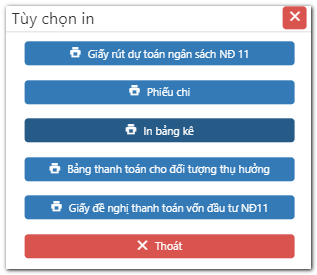 Tùy chọn in
Giấy rút dự toán ngân sách NĐ 11
Phiếu chi
In bảng kê
Bảng thanh toán cho đối tượng thụ hưởng
Giấy đề nghị thanh toán vốn đầu tư NĐ11
Thoát